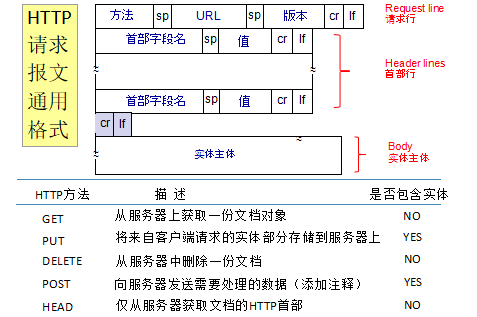 HTTP
请求
报文
通用
格式
方法 sp URL sp 版本 cr lf
Request line
请求行
首部字段名 sp 值 cr lf
Header lines
首部行
首部字段名 sp 值 cr lf
cr lf
实体主体
Body
实体主体
HTTP方法 描 述 是否包含实体
GET 从服务器上获取一份文档对象 NO
PUT 将来自客户端请求的实体部分存储到服务器上 YES
DELETE 从服务器中删除一份文档 NO
POST 向服务器发送需要处理的数据（添加注释） YES
HEAD 仅从服务器获取文档的HTTP首部 NO